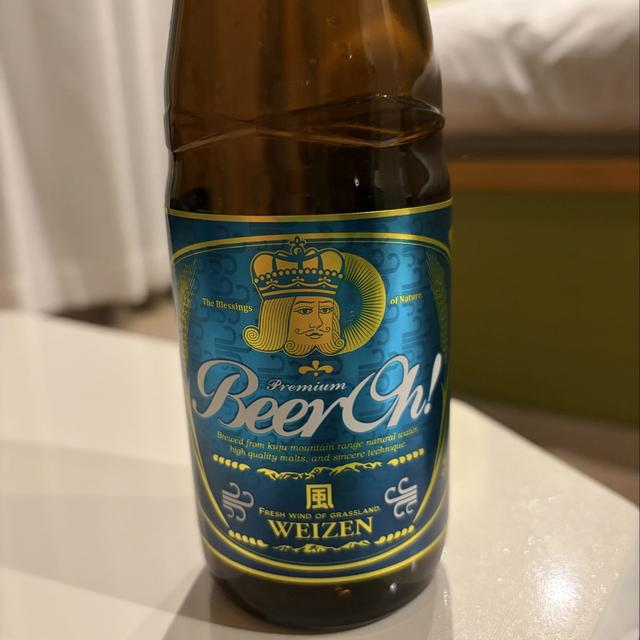 The Blessings of Nature
Premium
Beer Oh!
Brewed from kuju mountain range natural water,
high quality malts, and sincere technique.
風
FRESH WIND OF GRASSLAND.
WEIZEN